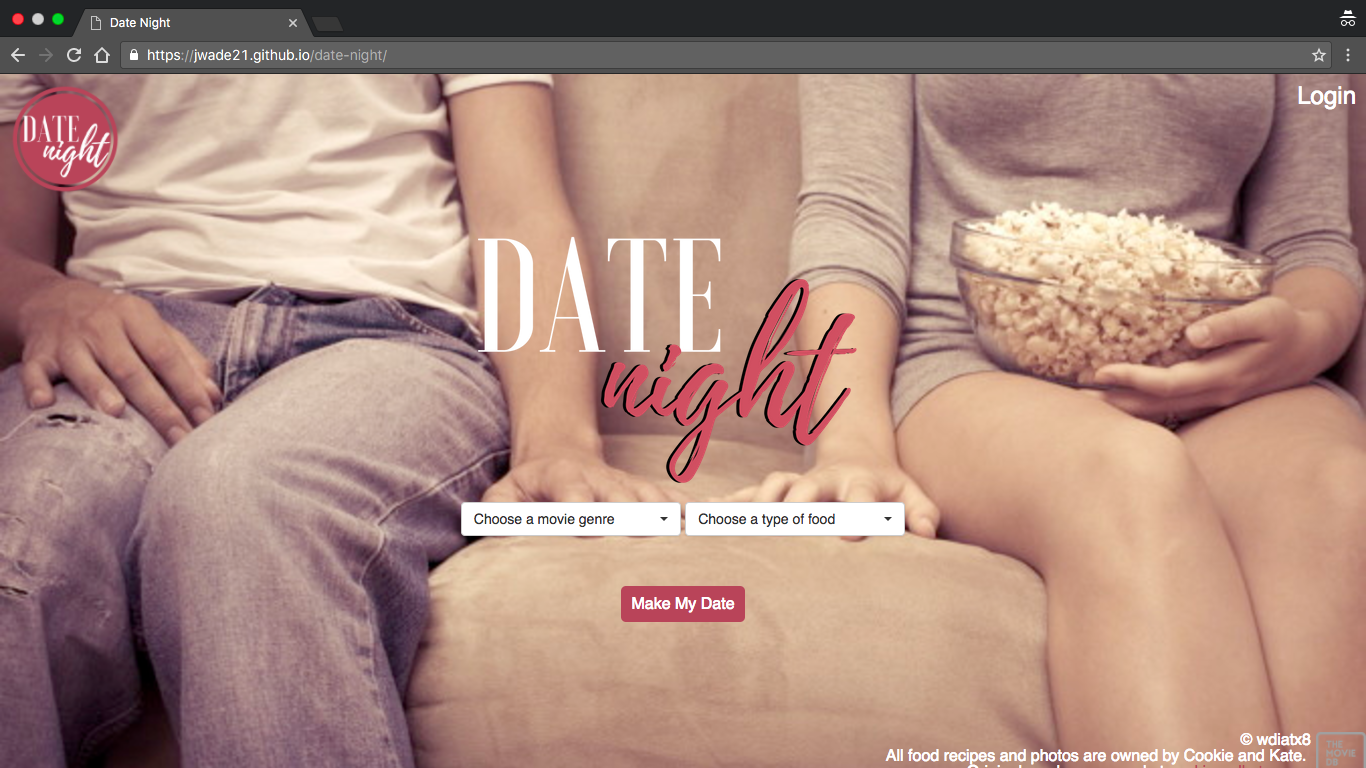 Date Night
https://jwade21.github.io/date-night/
Login
DATE
night
DATE
night
Choose a movie genre
Choose a type of food
Make My Date
© wdiatx8
All food recipes and photos are owned by Cookie and Kate.
THE
MOVIE
DB